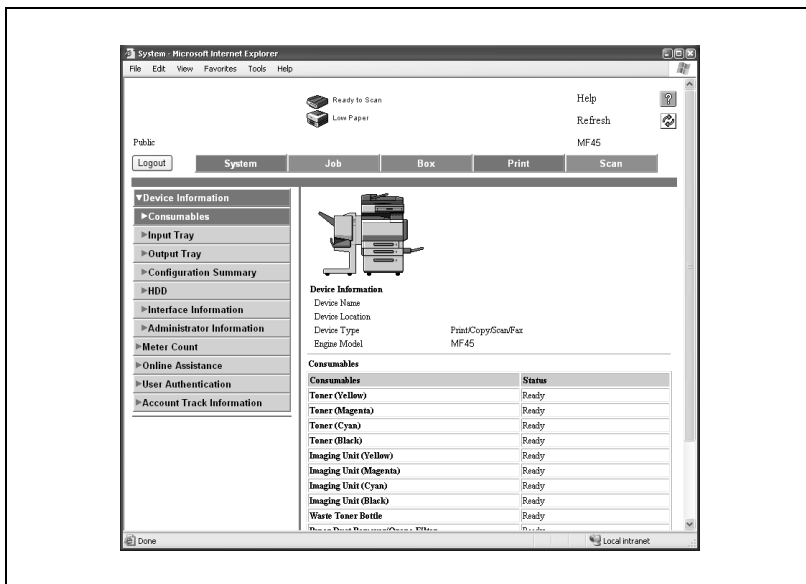 System - Microsoft Internet Explorer
File Edit View Favorites Tools Help
Ready to Scan
Low Paper
Help
Refresh
Public
MF45
Logout System Job Box Print Scan
Device Information
Consumables
Input Tray
Output Tray
Configuration Summary
HDD
Interface Information
Administrator Information
Meter Count
Online Assistance
User Authentication
Account Track Information
Device Information
Device Name
Device Location
Device Type Print/Copy/Scan/Fax
Engine Model MF45
Consumables
Consumables Status
Toner (Yellow) Ready
Toner (Magenta) Ready
Toner (Cyan) Ready
Toner (Black) Ready
Imaging Unit (Yellow) Ready
Imaging Unit (Magenta) Ready
Imaging Unit (Cyan) Ready
Imaging Unit (Black) Ready
Waste Toner Bottle Ready
Done Local intranet